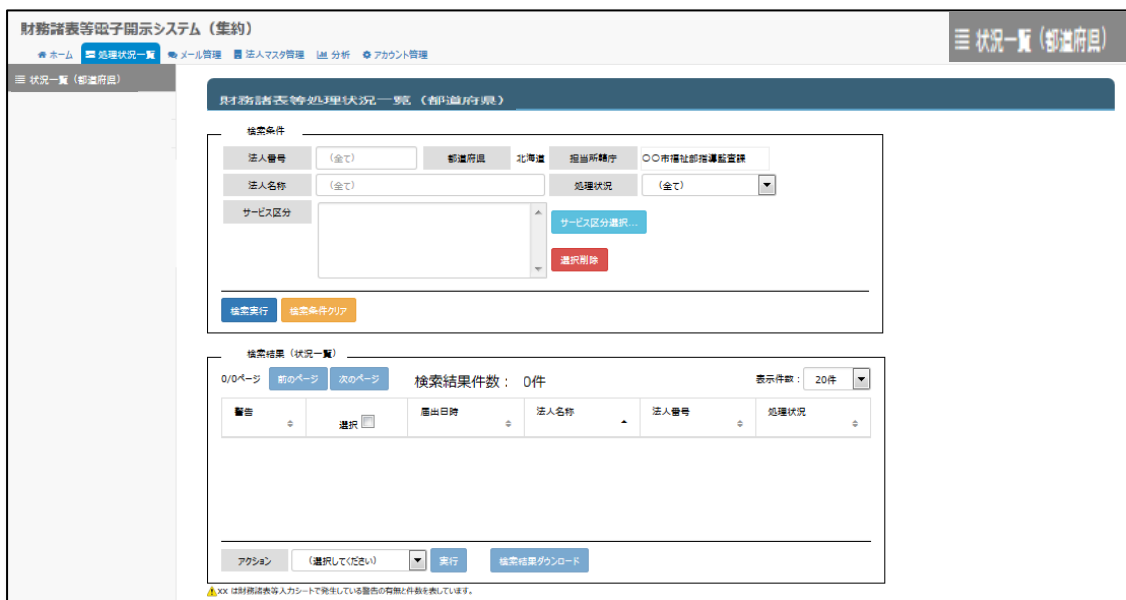 財務諸表等電子開示システム（集約）
ホーム 処理状況一覧 メール管理 法人マスタ管理 分析 アカウント管理
状況一覧（都道府県）
状況一覧（都道府県）
財務諸表等処理状況一覧（都道府県）
検索条件
法人番号 （全て） 都道府県 北海道 担当所轄庁 〇〇市福祉部指導監査課
法人名称 （全て） 処理状況 （全て）
サービス区分
サービス区分選択...
選択削除
検索実行 検索条件クリア
検索結果（状況一覧）
0/0ページ 前のページ 次のページ 検索結果件数： 0件 表示件数： 20件
警告 選択 届出日時 法人名称 法人番号 処理状況
アクション （選択してください） 実行 検索結果ダウンロード
xx は財務諸表等入力シートで発生している警告の有無と件数を表しています。